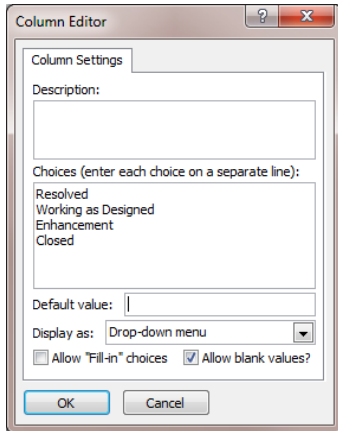 Column Editor
Column Settings
Description:
Choices (enter each choice on a separate line):
Resolved
Working as Designed
Enhancement
Closed
Default value:
Display as: Drop-down menu
Allow "Fill-in" choices Allow blank values?
OK Cancel